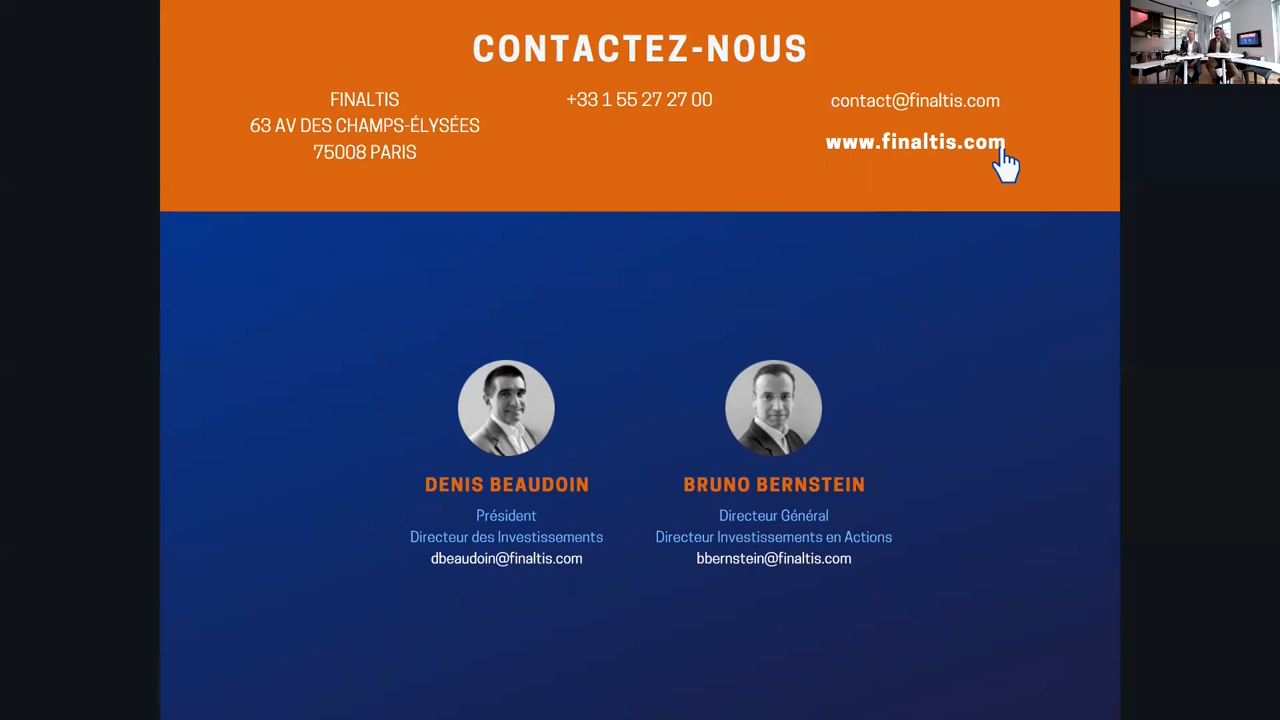 CONTACTEZ-NOUS
FINALTIS
63 AV DES CHAMPS-ÉLYSÉES
75008 PARIS
+33 1 55 27 27 00
contact@finaltis.com
www.finaltis.com
DENIS BEAUDOIN
Président
Directeur des Investissements
dbeaudoin@finaltis.com
BRUNO BERNSTEIN
Directeur Général
Directeur Investissements en Actions
bbernstein@finaltis.com